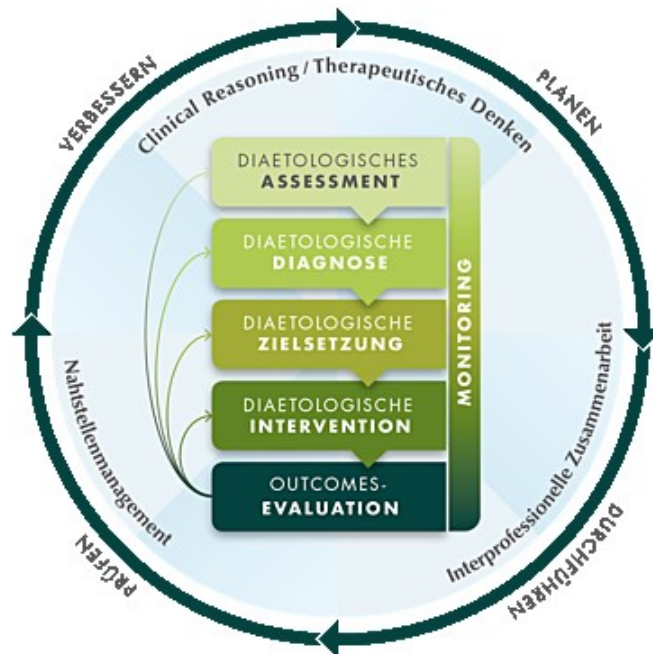 VERBESSERN
PLANEN
Clinical Reasoning / Therapeutisches Denken
DIAETOLOGISCHES
ASSESSMENT
DIAETOLOGISCHE
DIAGNOSE
DIAETOLOGISCHE
ZIELSETZUNG
DIAETOLOGISCHE
INTERVENTION
OUTCOMES-
EVALUATION
MONITORING
Nahtstellenmanagement
Interprofessionelle Zusammenarbeit
PRÜFEN
DURCHFÜHREN